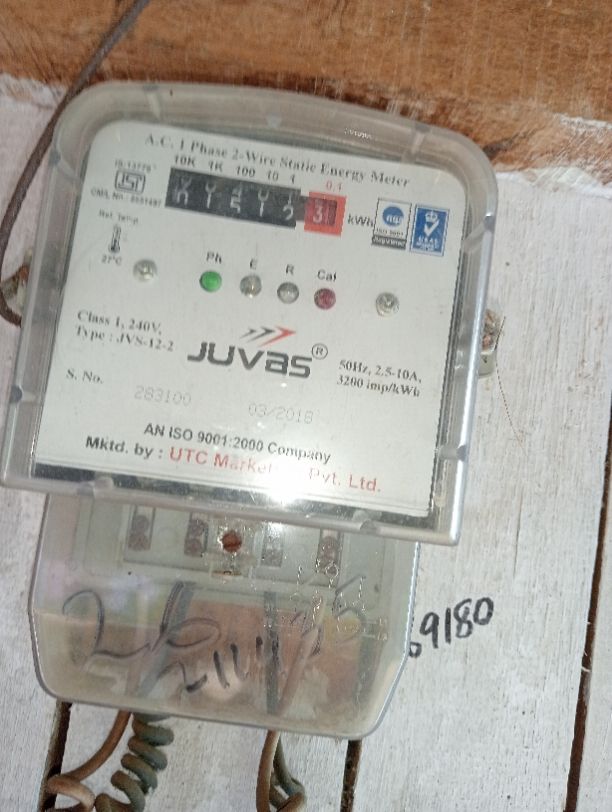 A.C. 1 Phase 2-Wire Static Energy Meter
10K 1K 100 10 1 0.1
3 kWh
ISI
Ref. Temp.
27°C
Ph E R Cal
Class 1, 240V,
Type : JVS-12-2
JUVAS®
50Hz, 2.5-10A,
3200 imp/kWh
S. No.
283100 03/2018
AN ISO 9001:2000 Company
Mktd. by : UTC Pvt. Ltd.
9180